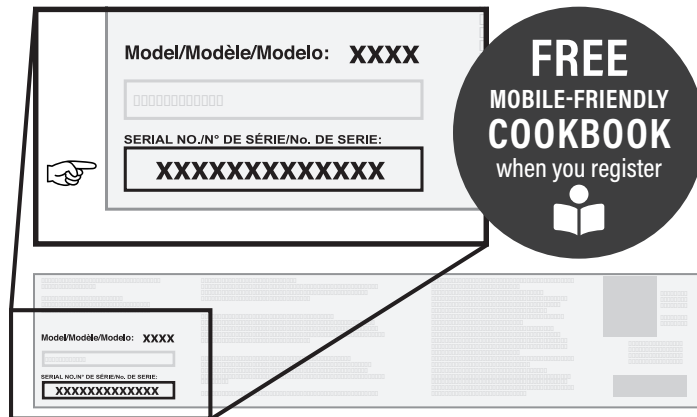 Model/Modèle/Modelo: XXXX
SERIAL NO./N° DE SÉRIE/No. DE SERIE:
XXXXXXXXXXXXX
FREE
MOBILE-FRIENDLY
COOKBOOK
when you register
Model/Modèle/Modelo: XXXX
SERIAL NO./N° DE SÉRIE/No. DE SERIE:
XXXXXXXXXXXXX